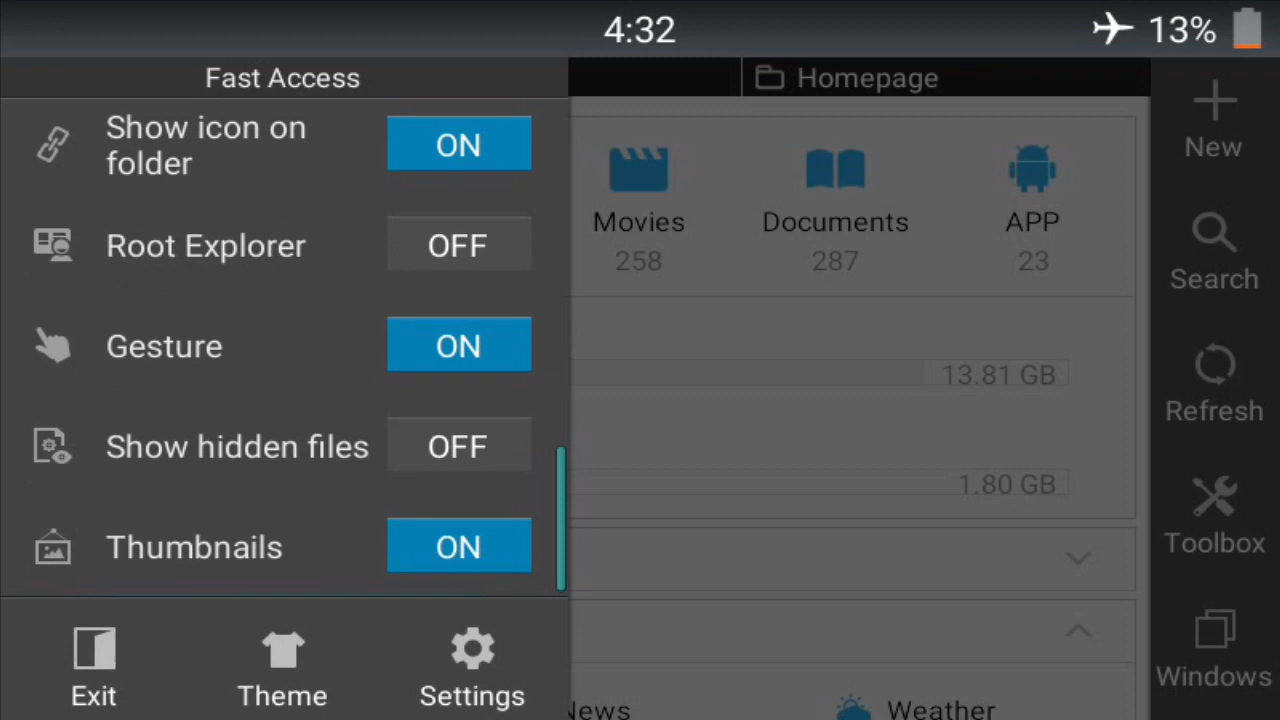 4:32
13%
Fast Access
Homepage
Show icon on
folder
ON
Root Explorer
OFF
Gesture
ON
Show hidden files
OFF
Thumbnails
ON
Exit
Theme
Settings
Movies
258
Documents
287
APP
23
13.81 GB
1.80 GB
News
Weather
New
Search
Refresh
Toolbox
Windows